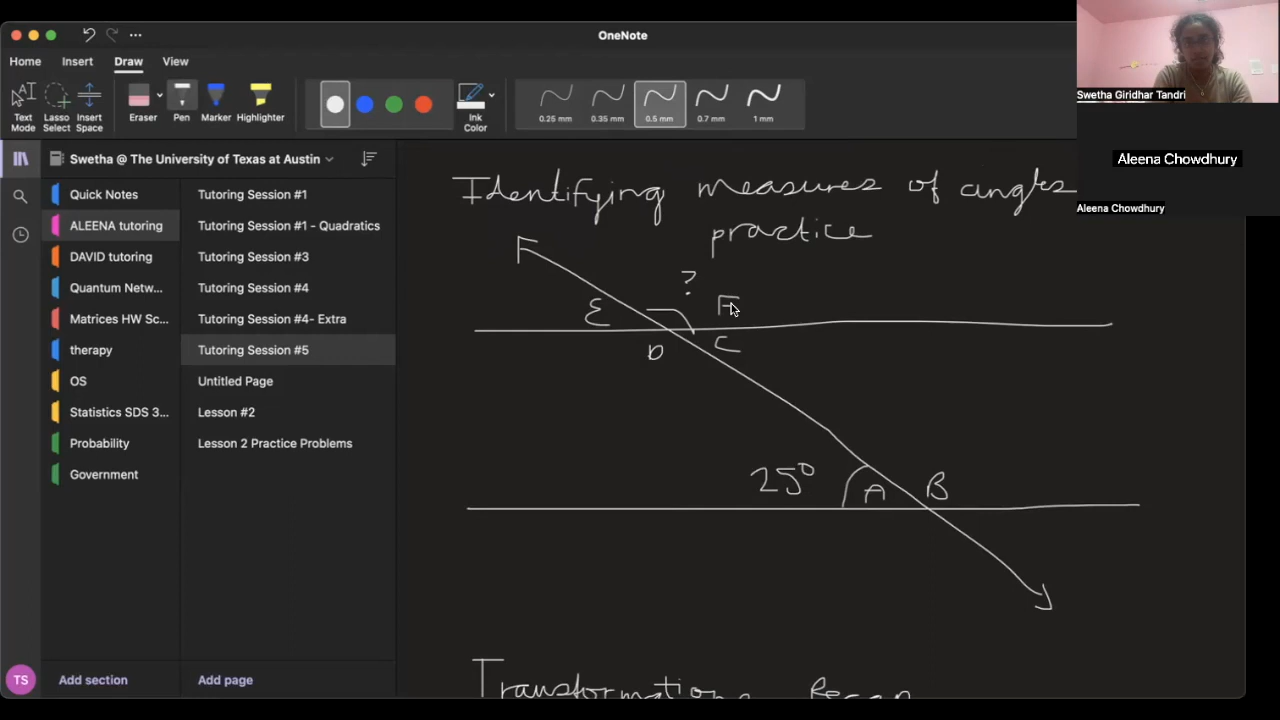 OneNote
Home Insert Draw View
Text Mode
Lasso Select
Insert Space
Eraser
Pen
Marker
Highlighter
Ink Color
0.25 mm
0.35 mm
0.5 mm
0.7 mm
1 mm
Swetha Giridhar Tandri
Aleena Chowdhury
Aleena Chowdhury
Swetha @ The University of Texas at Austin
Quick Notes
ALEENA tutoring
DAVID tutoring
Quantum Netw...
Matrices HW Sc...
therapy
OS
Statistics SDS 3...
Probability
Government
Add section
TS
Tutoring Session #1
Tutoring Session #1 - Quadratics
Tutoring Session #3
Tutoring Session #4
Tutoring Session #4- Extra
Tutoring Session #5
Untitled Page
Lesson #2
Lesson 2 Practice Problems
Add page
Identifying measures of angles
practice
?
E F
D C
25° A B
Transformations Recap